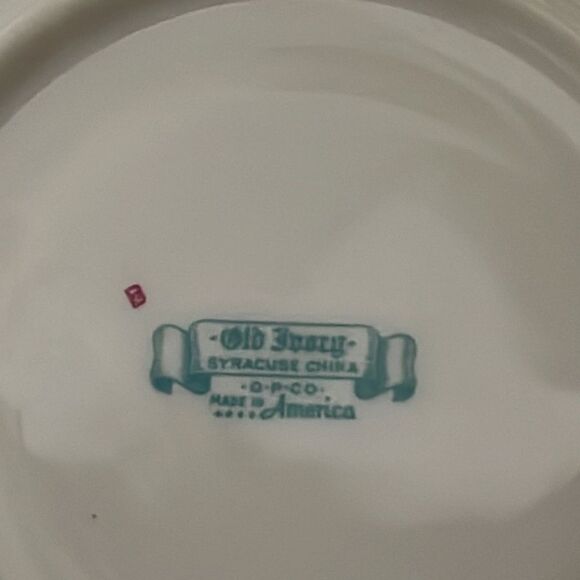 Old Ivory
SYRACUSE CHINA
O.P.CO.
MADE IN America